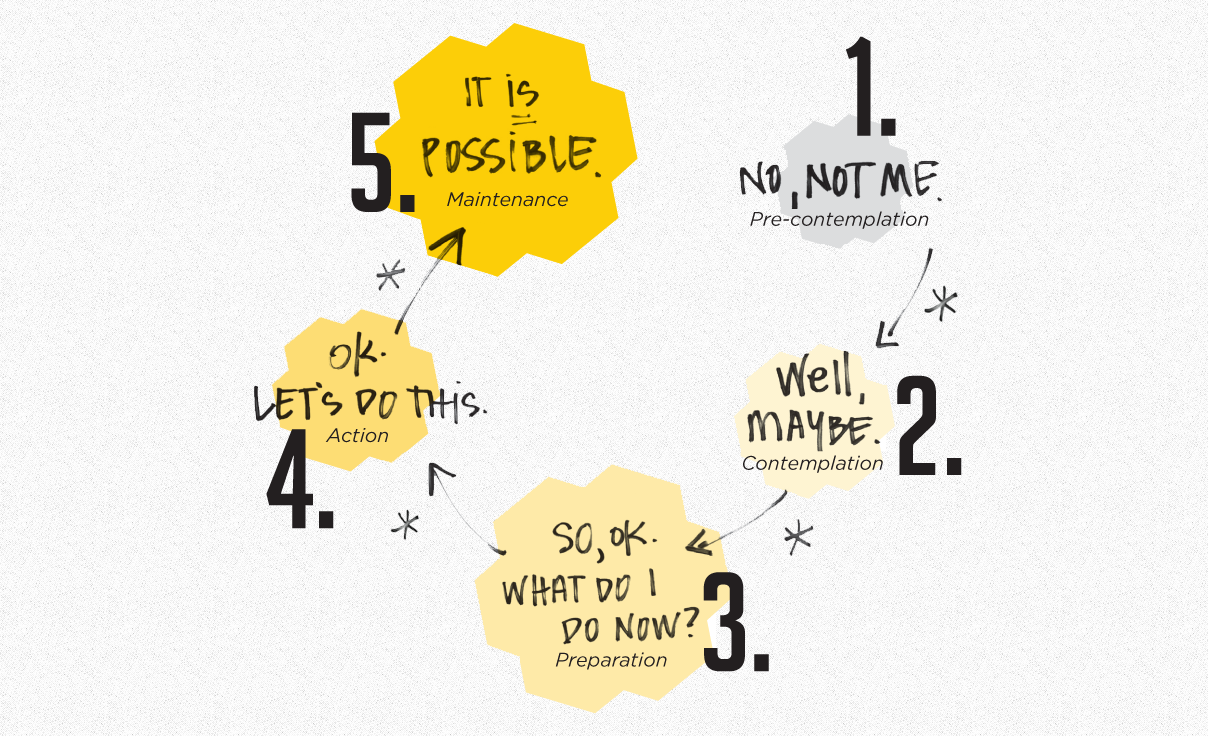 1.
NO, NOT ME.
Pre-contemplation
*
Well,
MAYBE.
Contemplation
2.
*
SO, OK.
WHAT DO I
DO NOW?
Preparation
3.
*
OK.
LET'S DO THIS.
Action
4.
*
IT IS
POSSIBLE.
Maintenance
5.